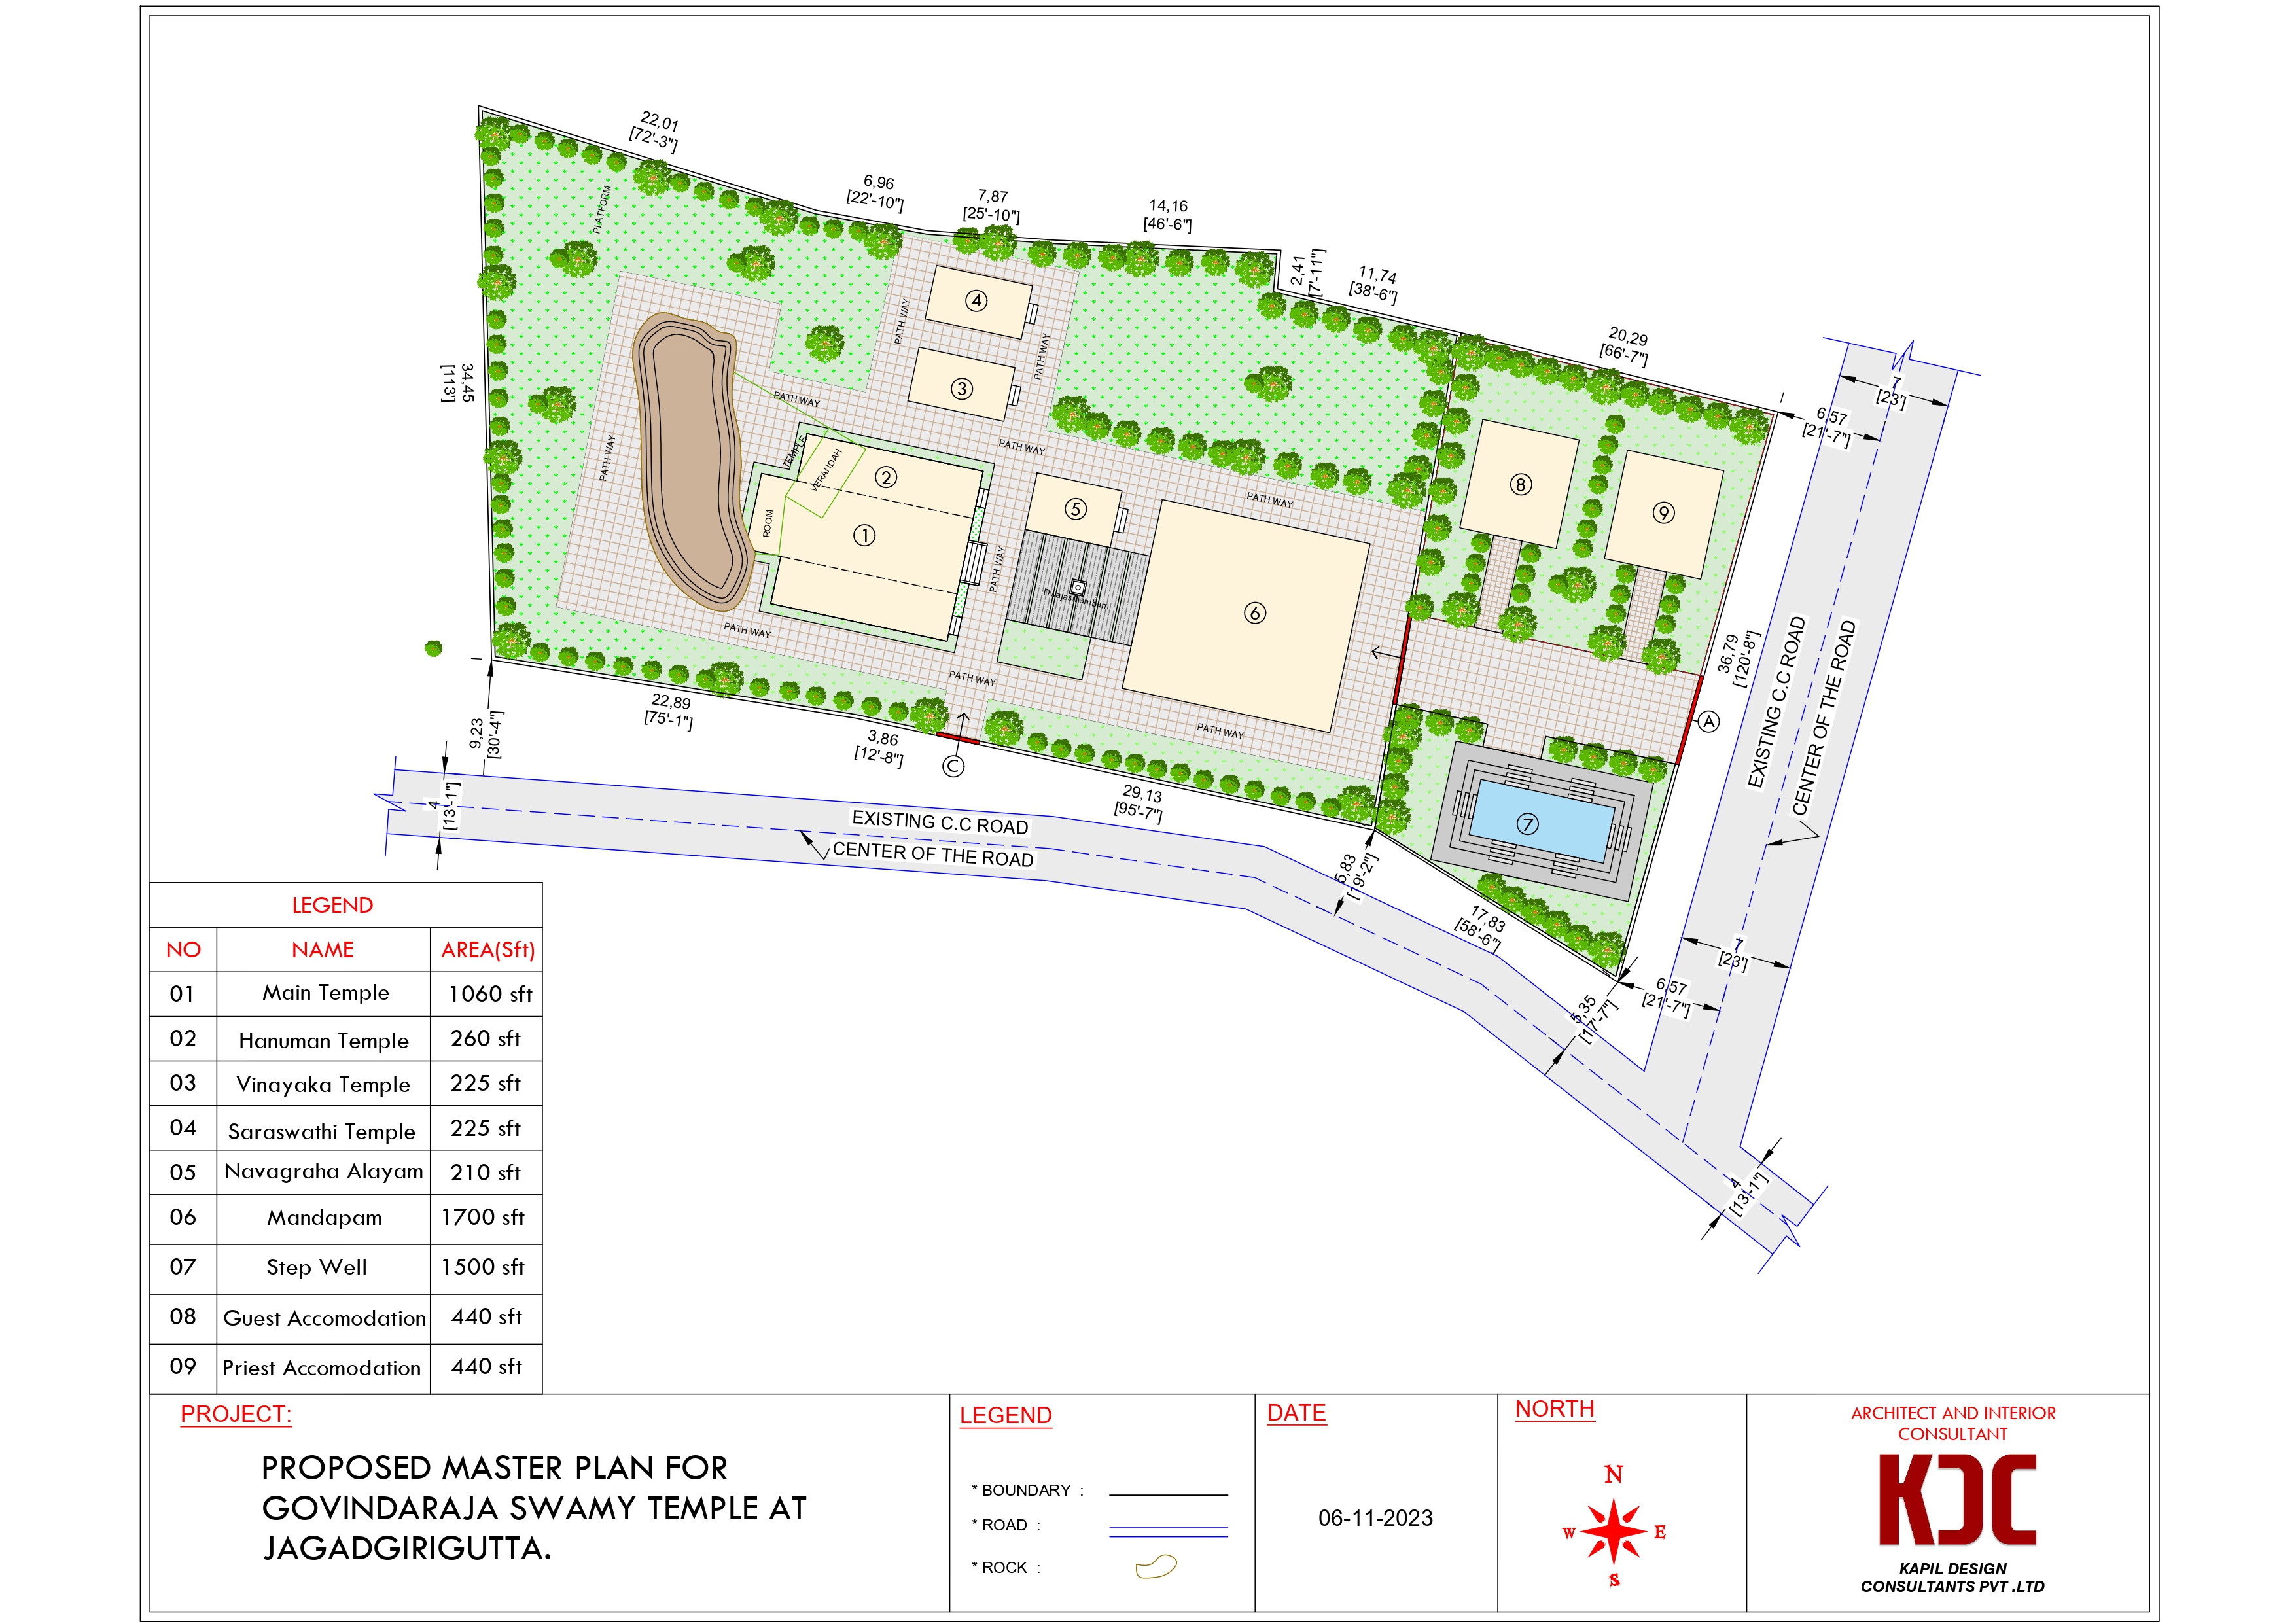 22,01
[72'-3"]
6,96
[22'-10"]
7,87
[25'-10"]
14,16
[46'-6"]
2,41
[7'-11"]
11,74
[38'-6"]
20,29
[66'-7"]
7
[23']
6,57
[21'-7"]
PLATFORM
34,45
[113']
PATH WAY
4
PATH WAY
3
PATH WAY
PATH WAY
PATH WAY
PATH WAY
TEMPLE
VERANDAH
ROOM
2
1
PATH WAY
5
Dwajasthambam
6
8
9
PATH WAY
PATH WAY
PATH WAY
PATH WAY
36,79
[120'-8"]
A
EXISTING C.C ROAD
CENTER OF THE ROAD
22,89
[75'-1"]
3,86
[12'-8"]
C
29,13
[95'-7"]
9,23
[30'-4"]
4
[13'-1"]
EXISTING C.C ROAD
CENTER OF THE ROAD
7
5,83
[19'-2"]
17,83
[58'-6"]
7
[23']
6,57
[21'-7"]
5,35
[17'-7"]
4
[13'-1"]
LEGEND
NO NAME AREA(Sft)
01 Main Temple 1060 sft
02 Hanuman Temple 260 sft
03 Vinayaka Temple 225 sft
04 Saraswathi Temple 225 sft
05 Navagraha Alayam 210 sft
06 Mandapam 1700 sft
07 Step Well 1500 sft
08 Guest Accomodation 440 sft
09 Priest Accomodation 440 sft
PROJECT:
PROPOSED MASTER PLAN FOR
GOVINDARAJA SWAMY TEMPLE AT
JAGADGIRIGUTTA.
LEGEND
* BOUNDARY :
* ROAD :
* ROCK :
DATE
06-11-2023
NORTH
N
W E
S
ARCHITECT AND INTERIOR
CONSULTANT
KDC
KAPIL DESIGN
CONSULTANTS PVT .LTD